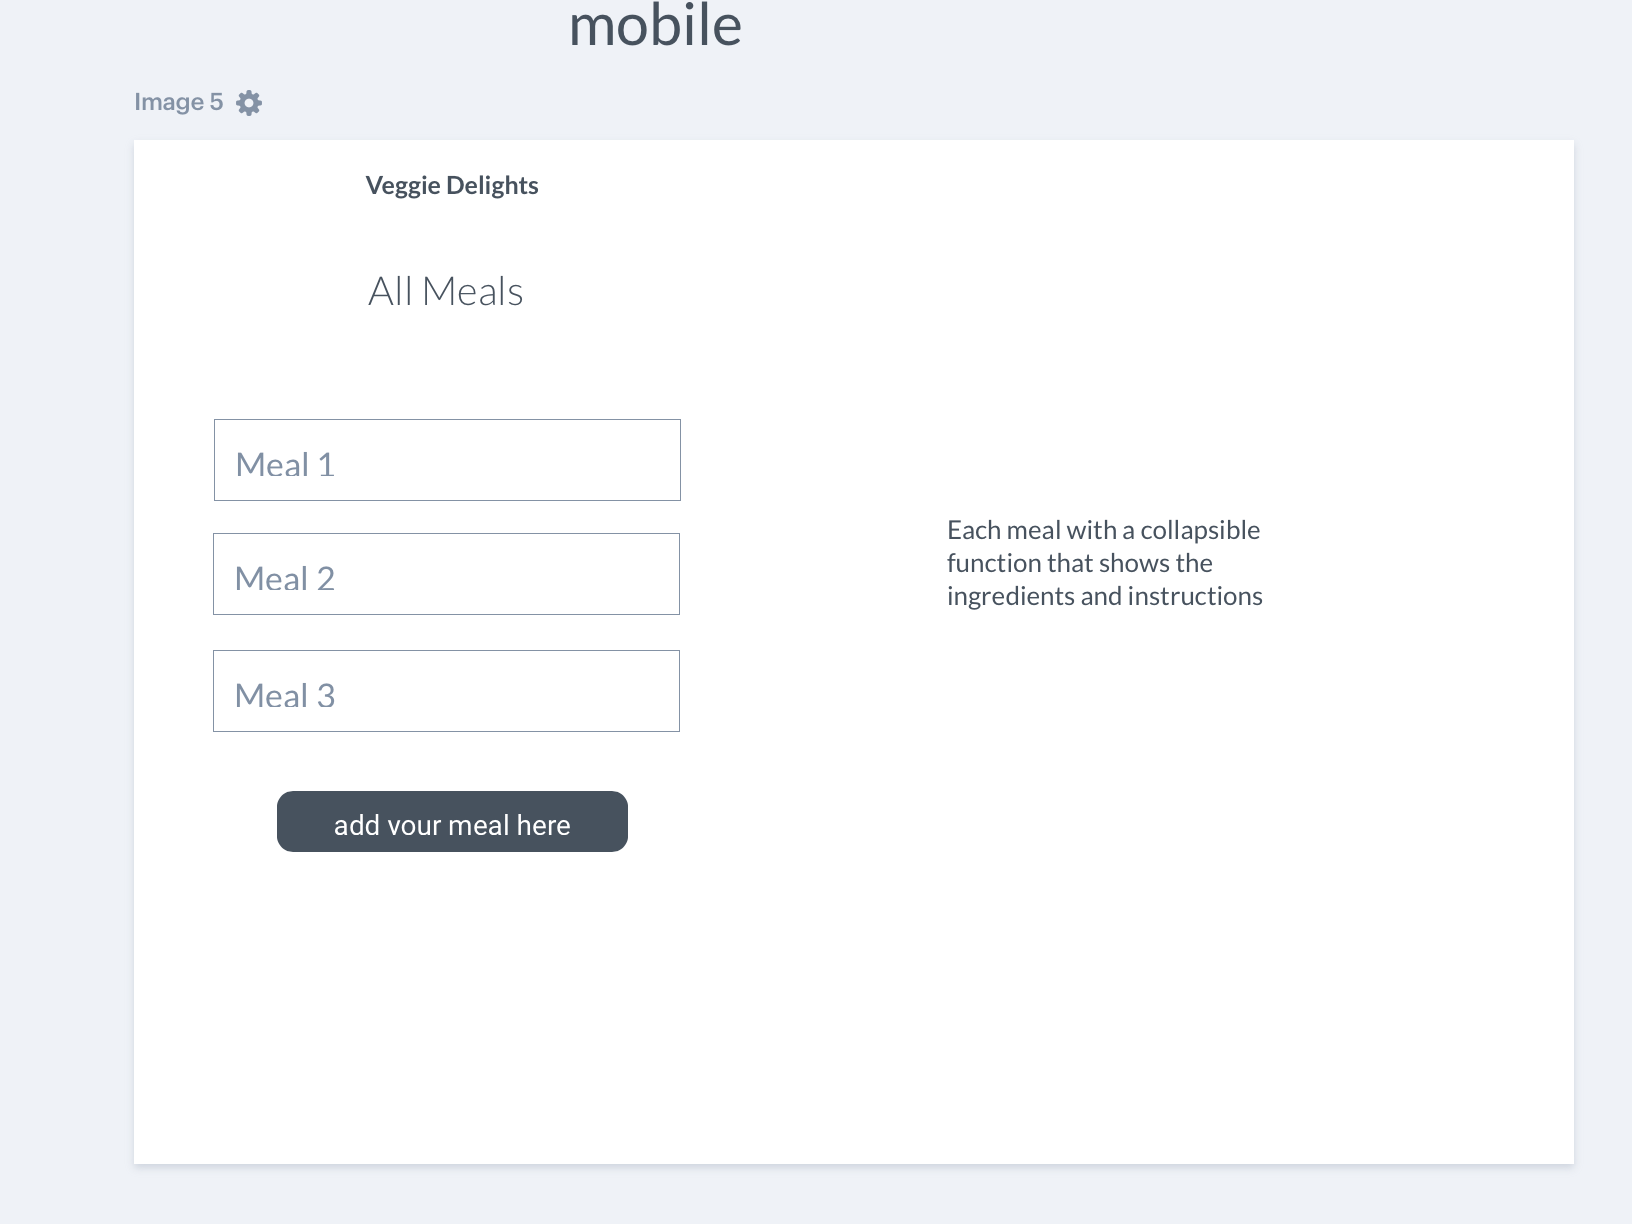 mobile
Image 5
Veggie Delights
All Meals
Meal 1
Meal 2
Meal 3
Each meal with a collapsible
function that shows the
ingredients and instructions
add your meal here